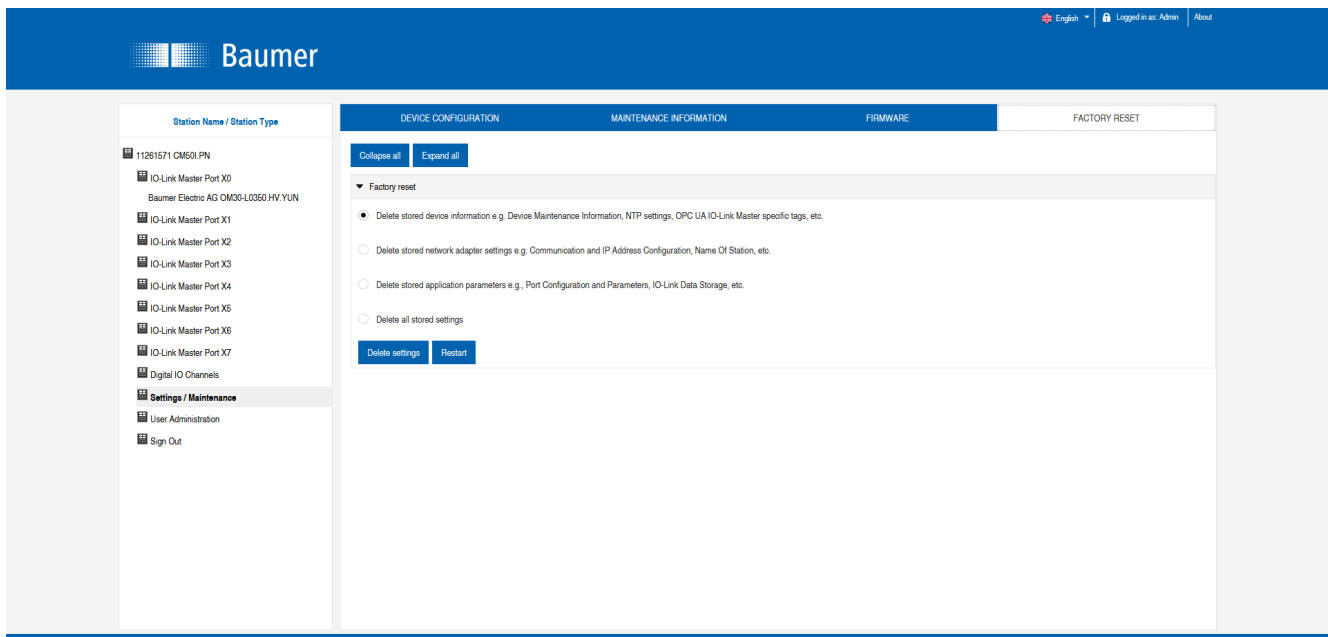 English
Logged in as: Admin
About
Baumer
Station Name / Station Type
11261571 CM50I.PN
IO-Link Master Port X0
Baumer Electric AG OM30-L0350.HV.YUN
IO-Link Master Port X1
IO-Link Master Port X2
IO-Link Master Port X3
IO-Link Master Port X4
IO-Link Master Port X5
IO-Link Master Port X6
IO-Link Master Port X7
Digital IO Channels
Settings / Maintenance
User Administration
Sign Out
DEVICE CONFIGURATION
MAINTENANCE INFORMATION
FIRMWARE
FACTORY RESET
Collapse all
Expand all
Factory reset
Delete stored device information e.g. Device Maintenance Information, NTP settings, OPC UA IO-Link Master specific tags, etc.
Delete stored network adapter settings e.g. Communication and IP Address Configuration, Name Of Station, etc.
Delete stored application parameters e.g., Port Configuration and Parameters, IO-Link Data Storage, etc.
Delete all stored settings
Delete settings
Restart